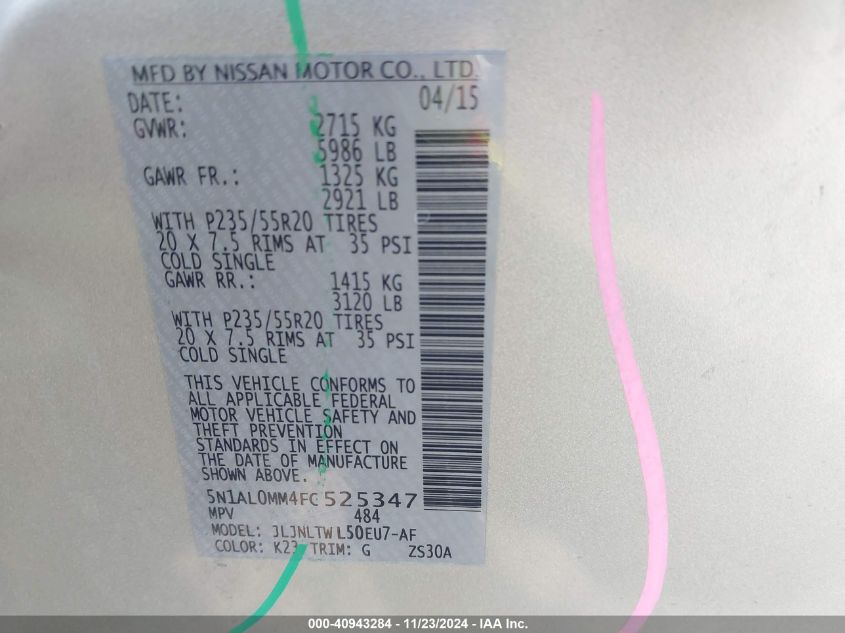 MFD BY NISSAN MOTOR CO., LTD.
DATE: 04/15
GVWR: 2715 KG
5986 LB
GAWR FR.: 1325 KG
2921 LB
WITH P235/55R20 TIRES
20 X 7.5 RIMS AT 35 PSI
COLD SINGLE
GAWR RR.: 1415 KG
3120 LB
WITH P235/55R20 TIRES
20 X 7.5 RIMS AT 35 PSI
COLD SINGLE
THIS VEHICLE CONFORMS TO
ALL APPLICABLE FEDERAL
MOTOR VEHICLE SAFETY AND
THEFT PREVENTION
STANDARDS IN EFFECT ON
THE DATE OF MANUFACTURE
SHOWN ABOVE.
5N1AL0MM4FC525347
MPV 484
MODEL: JLJNLTWL50EU7-AF
COLOR: K23 TRIM: G ZS30A
000-40943284 - 11/23/2024 - IAA Inc.